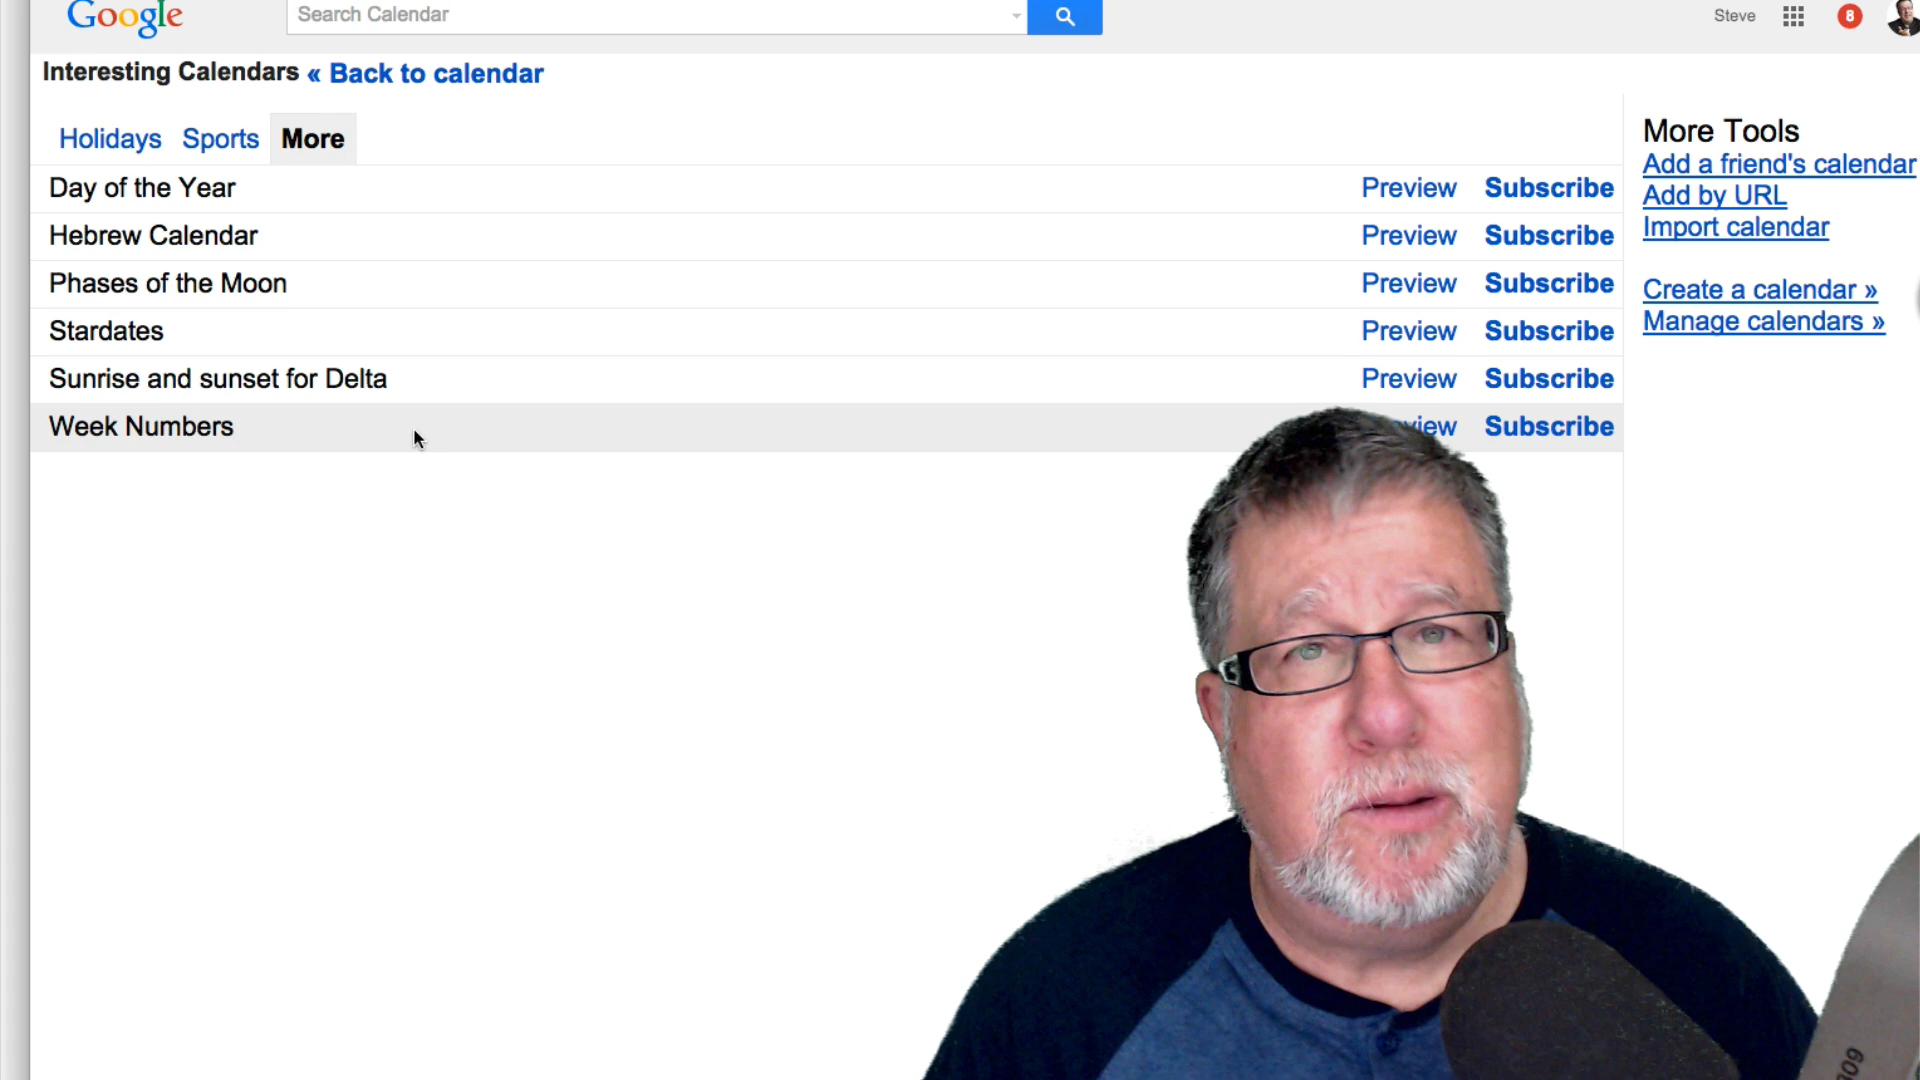 Google Search Calendar Steve 8
Interesting Calendars « Back to calendar
Holidays Sports More
Day of the Year Preview Subscribe
Hebrew Calendar Preview Subscribe
Phases of the Moon Preview Subscribe
Stardates Preview Subscribe
Sunrise and sunset for Delta Preview Subscribe
Week Numbers view Subscribe
More Tools
Add a friend's calendar
Add by URL
Import calendar
Create a calendar »
Manage calendars »